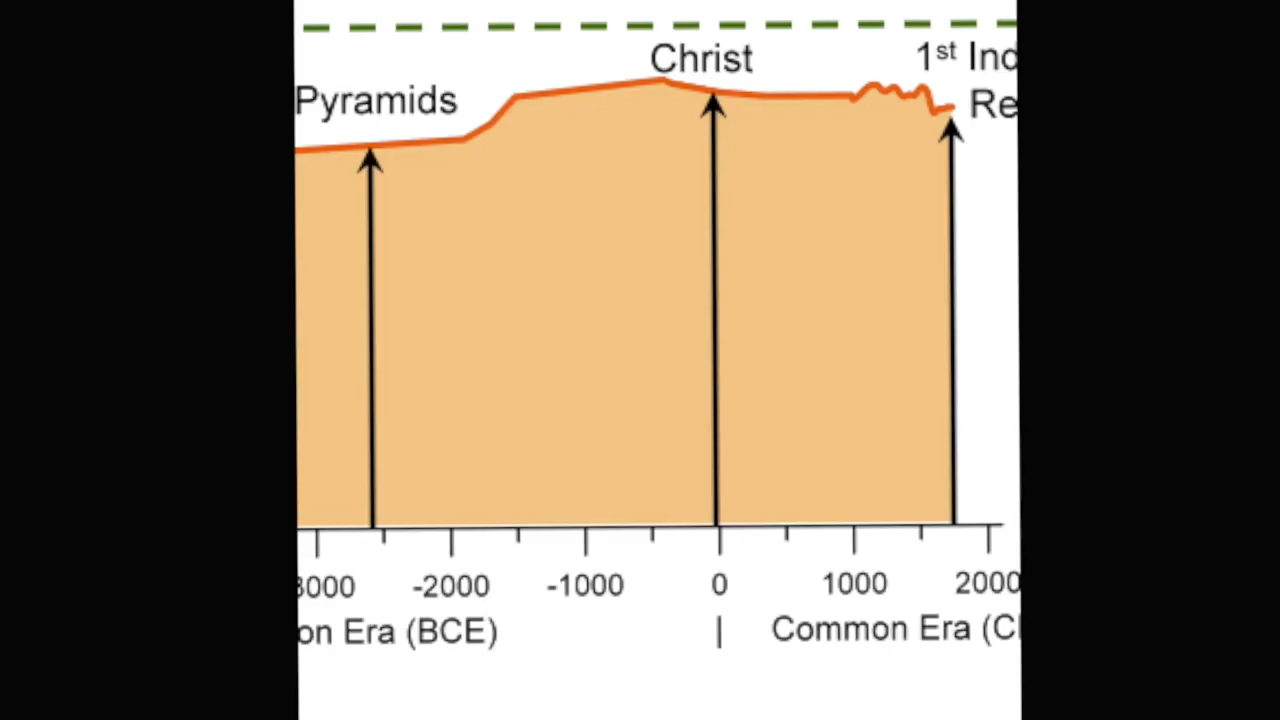 Christ
1st Ind
Pyramids
Re
3000 -2000 -1000 0 1000 2000
on Era (BCE) | Common Era (C